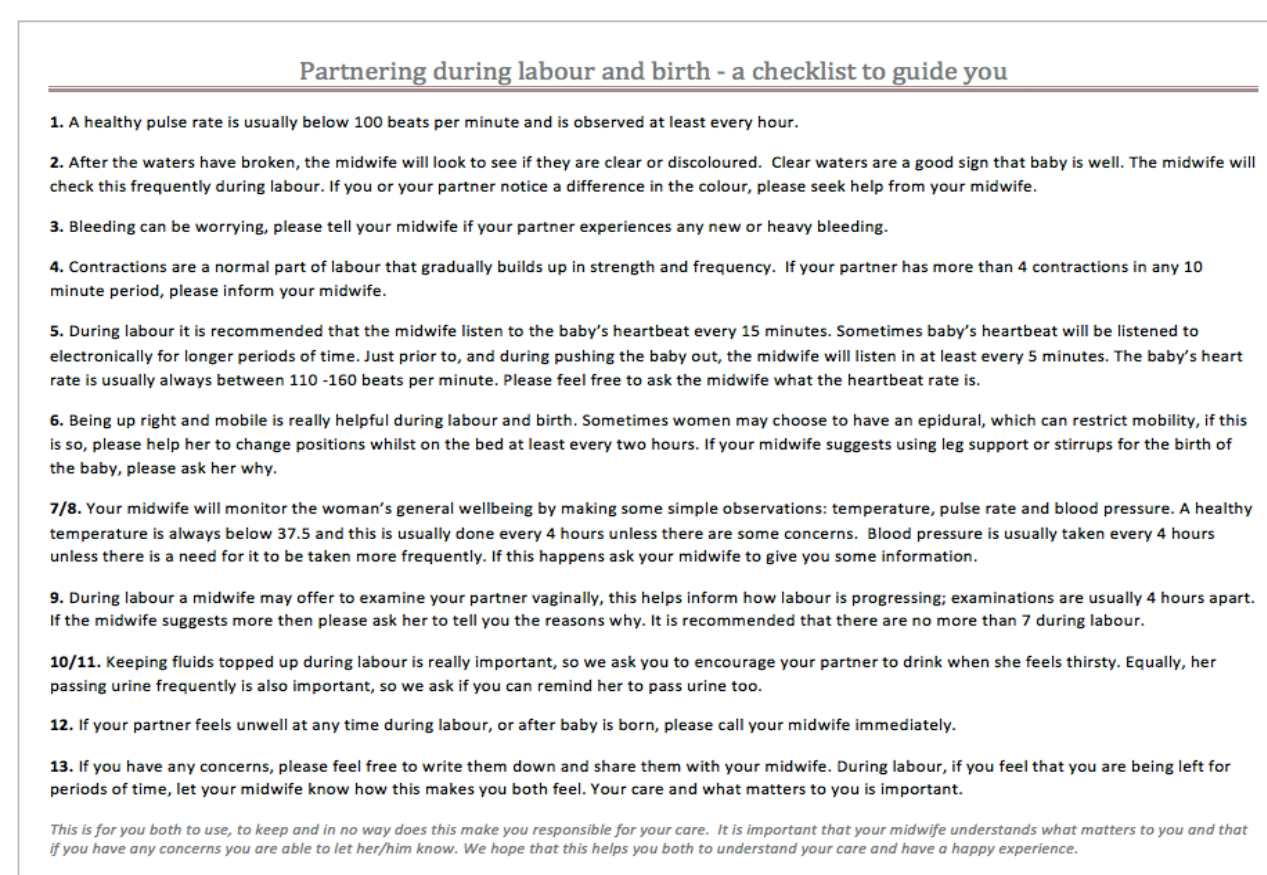 Partnering during labour and birth - a checklist to guide you
1. A healthy pulse rate is usually below 100 beats per minute and is observed at least every hour.
2. After the waters have broken, the midwife will look to see if they are clear or discoloured.  Clear waters are a good sign that baby is well. The midwife will
check this frequently during labour. If you or your partner notice a difference in the colour, please seek help from your midwife.
3. Bleeding can be worrying, please tell your midwife if your partner experiences any new or heavy bleeding.
4. Contractions are a normal part of labour that gradually builds up in strength and frequency.  If your partner has more than 4 contractions in any 10
minute period, please inform your midwife.
5. During labour it is recommended that the midwife listen to the baby's heartbeat every 15 minutes. Sometimes baby's heartbeat will be listened to
electronically for longer periods of time. Just prior to, and during pushing the baby out, the midwife will listen in at least every 5 minutes. The baby's heart
rate is usually always between 110 -160 beats per minute. Please feel free to ask the midwife what the heartbeat rate is.
6. Being up right and mobile is really helpful during labour and birth. Sometimes women may choose to have an epidural, which can restrict mobility, if this
is so, please help her to change positions whilst on the bed at least every two hours. If your midwife suggests using leg support or stirrups for the birth of
the baby, please ask her why.
7/8. Your midwife will monitor the woman's general wellbeing by making some simple observations: temperature, pulse rate and blood pressure. A healthy
temperature is always below 37.5 and this is usually done every 4 hours unless there are some concerns.  Blood pressure is usually taken every 4 hours
unless there is a need for it to be taken more frequently. If this happens ask your midwife to give you some information.
9. During labour a midwife may offer to examine your partner vaginally, this helps inform how labour is progressing; examinations are usually 4 hours apart.
If the midwife suggests more then please ask her to tell you the reasons why. It is recommended that there are no more than 7 during labour.
10/11. Keeping fluids topped up during labour is really important, so we ask you to encourage your partner to drink when she feels thirsty. Equally, her
passing urine frequently is also important, so we ask if you can remind her to pass urine too.
12. If your partner feels unwell at any time during labour, or after baby is born, please call your midwife immediately.
13. If you have any concerns, please feel free to write them down and share them with your midwife. During labour, if you feel that you are being left for
periods of time, let your midwife know how this makes you both feel. Your care and what matters to you is important.
This is for you both to use, to keep and in no way does this make you responsible for your care.  It is important that your midwife understands what matters to you and that
if you have any concerns you are able to let her/him know. We hope that this helps you both to understand your care and have a happy experience.